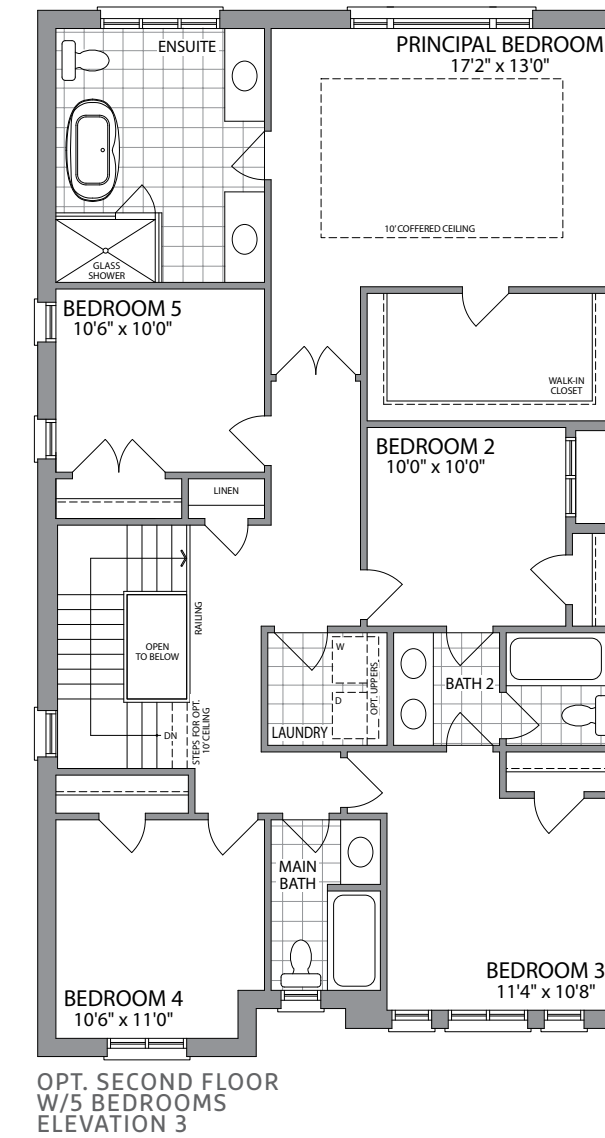 ENSUITE
PRINCIPAL BEDROOM
17'2" x 13'0"
10' COFFERED CEILING
GLASS
SHOWER
BEDROOM 5
10'6" x 10'0"
WALK-IN
CLOSET
BEDROOM 2
10'0" x 10'0"
LINEN
RAILING
OPEN
TO BELOW
W
D
OPT. UPPERS
BATH 2
LAUNDRY
DN
STEPS FOR OPT.
10' CEILING
MAIN
BATH
BEDROOM 3
11'4" x 10'8"
BEDROOM 4
10'6" x 11'0"
OPT. SECOND FLOOR
W/5 BEDROOMS
ELEVATION 3